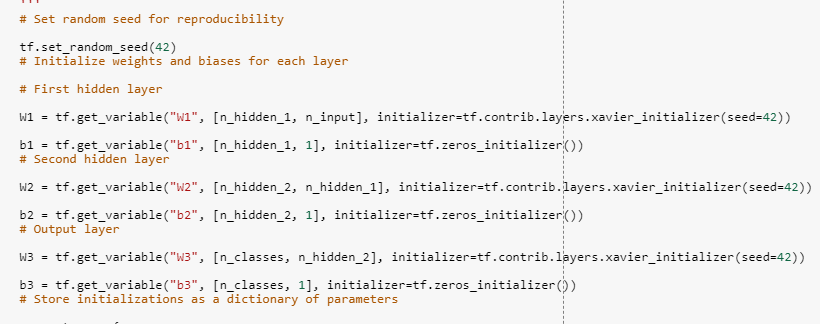 # Set random seed for reproducibility
tf.set_random_seed(42)
# Initialize weights and biases for each layer
# First hidden layer
W1 = tf.get_variable("W1", [n_hidden_1, n_input], initializer=tf.contrib.layers.xavier_initializer(seed=42))
b1 = tf.get_variable("b1", [n_hidden_1, 1], initializer=tf.zeros_initializer())
# Second hidden layer
W2 = tf.get_variable("W2", [n_hidden_2, n_hidden_1], initializer=tf.contrib.layers.xavier_initializer(seed=42))
b2 = tf.get_variable("b2", [n_hidden_2, 1], initializer=tf.zeros_initializer())
# Output layer
W3 = tf.get_variable("W3", [n_classes, n_hidden_2], initializer=tf.contrib.layers.xavier_initializer(seed=42))
b3 = tf.get_variable("b3", [n_classes, 1], initializer=tf.zeros_initializer())
# Store initializations as a dictionary of parameters